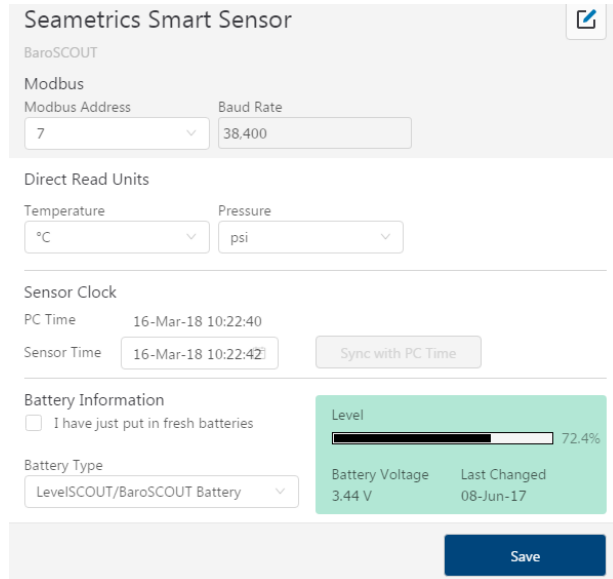 Seametrics Smart Sensor
BaroSCOUT
Modbus
Modbus Address Baud Rate
7 38,400
Direct Read Units
Temperature Pressure
°C psi
Sensor Clock
PC Time 16-Mar-18 10:22:40
Sensor Time 16-Mar-18 10:22:42 Sync with PC Time
Battery Information
I have just put in fresh batteries
Level
72.4%
Battery Type
LevelSCOUT/BaroSCOUT Battery
Battery Voltage Last Changed
3.44 V 08-Jun-17
Save